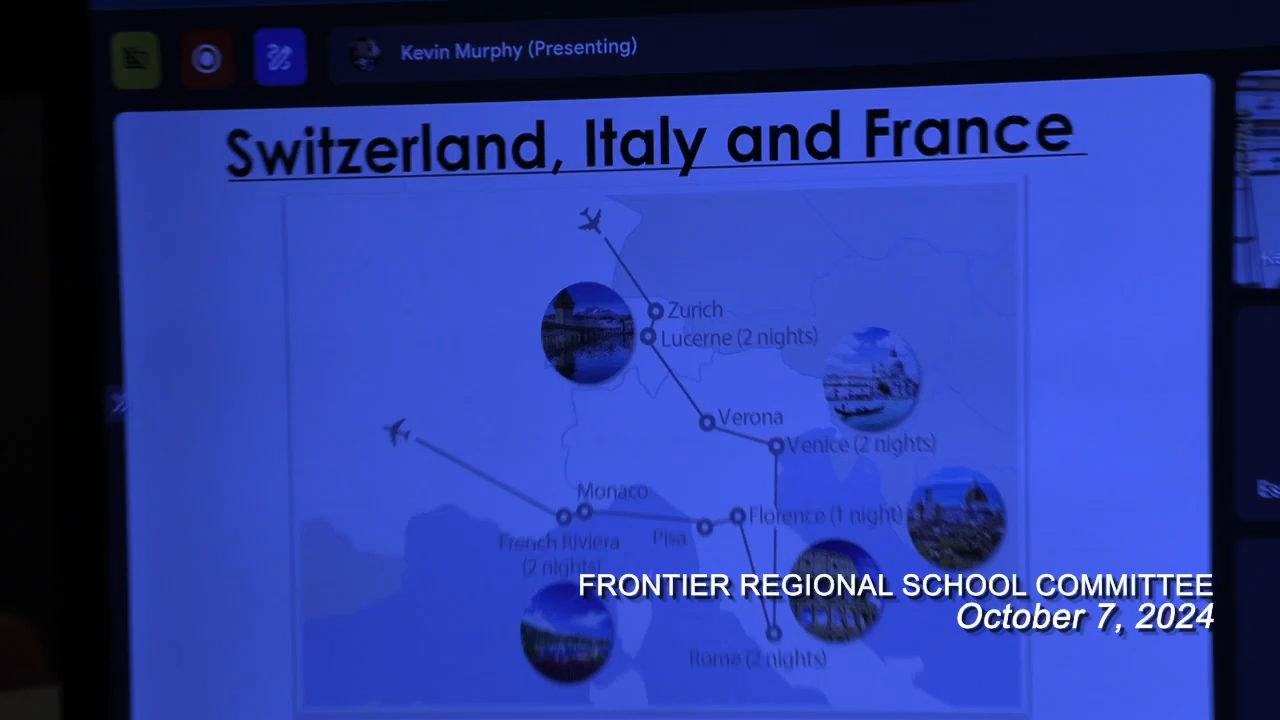 Kevin Murphy (Presenting)
Switzerland, Italy and France
Zurich
Lucerne (2 nights)
Verona
Venice (2 nights)
Monaco
Florence (1 night)
Pisa
French Riviera
(2 nights)
FRONTIER REGIONAL SCHOOL COMMITTEE
October 7, 2024
Rome (2 nights)